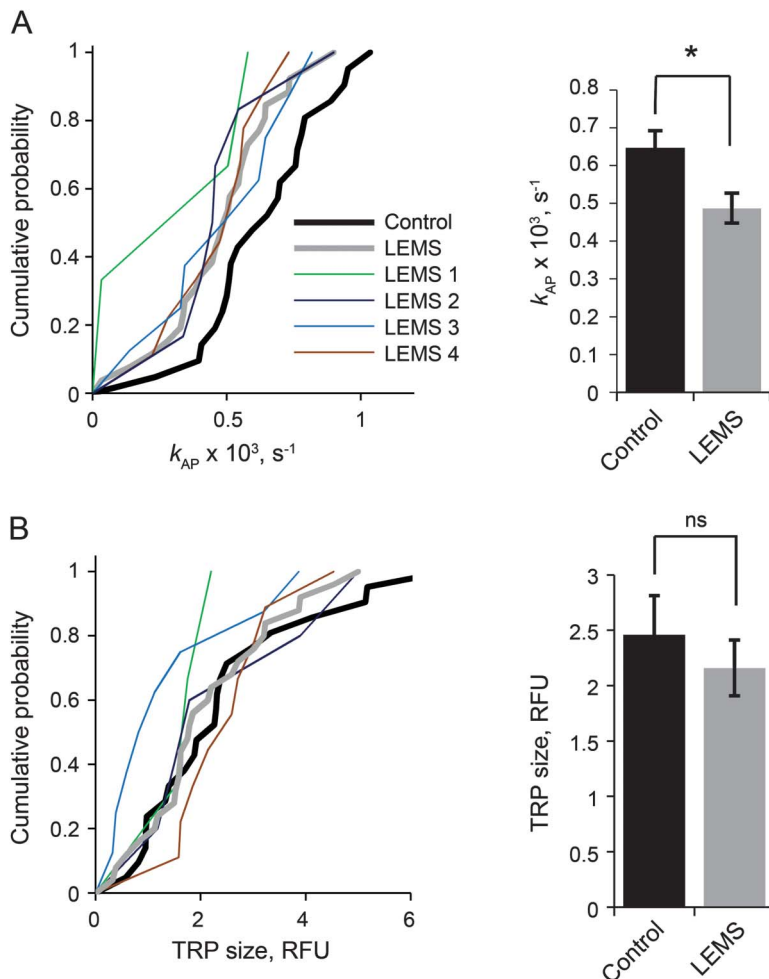 A
Cumulative probability
1
0.8
0.6
0.4
0.2
0
0
0.5
1
k_AP x 10³, s⁻¹
Control
LEMS
LEMS 1
LEMS 2
LEMS 3
LEMS 4
*
k_AP x 10³, s⁻¹
0.8
0.7
0.6
0.5
0.4
0.3
0.2
0.1
0
Control
LEMS
B
Cumulative probability
1
0.8
0.6
0.4
0.2
0
0
2
4
6
TRP size, RFU
ns
TRP size, RFU
3
2.5
2
1.5
1
0.5
0
Control
LEMS